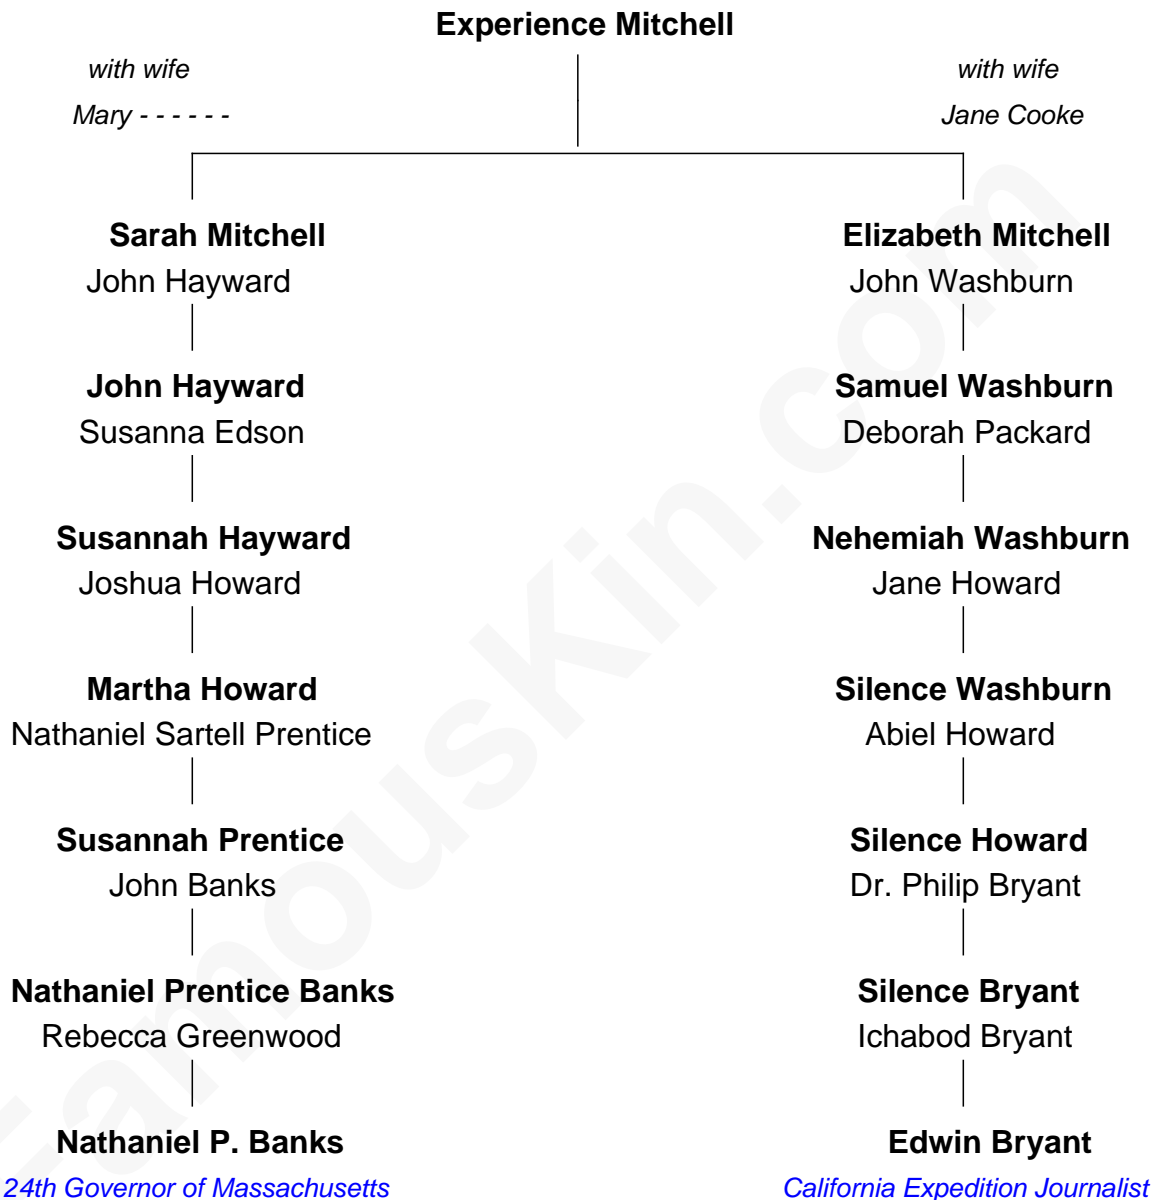 Experience Mitchell
with wife
Mary - - - - - -
with wife
Jane Cooke
Sarah Mitchell
John Hayward
Elizabeth Mitchell
John Washburn
John Hayward
Susanna Edson
Samuel Washburn
Deborah Packard
Susannah Hayward
Joshua Howard
Nehemiah Washburn
Jane Howard
Martha Howard
Nathaniel Sartell Prentice
Silence Washburn
Abiel Howard
Susannah Prentice
John Banks
Silence Howard
Dr. Philip Bryant
Nathaniel Prentice Banks
Rebecca Greenwood
Silence Bryant
Ichabod Bryant
Nathaniel P. Banks
24th Governor of Massachusetts
Edwin Bryant
California Expedition Journalist
FamousKin.com